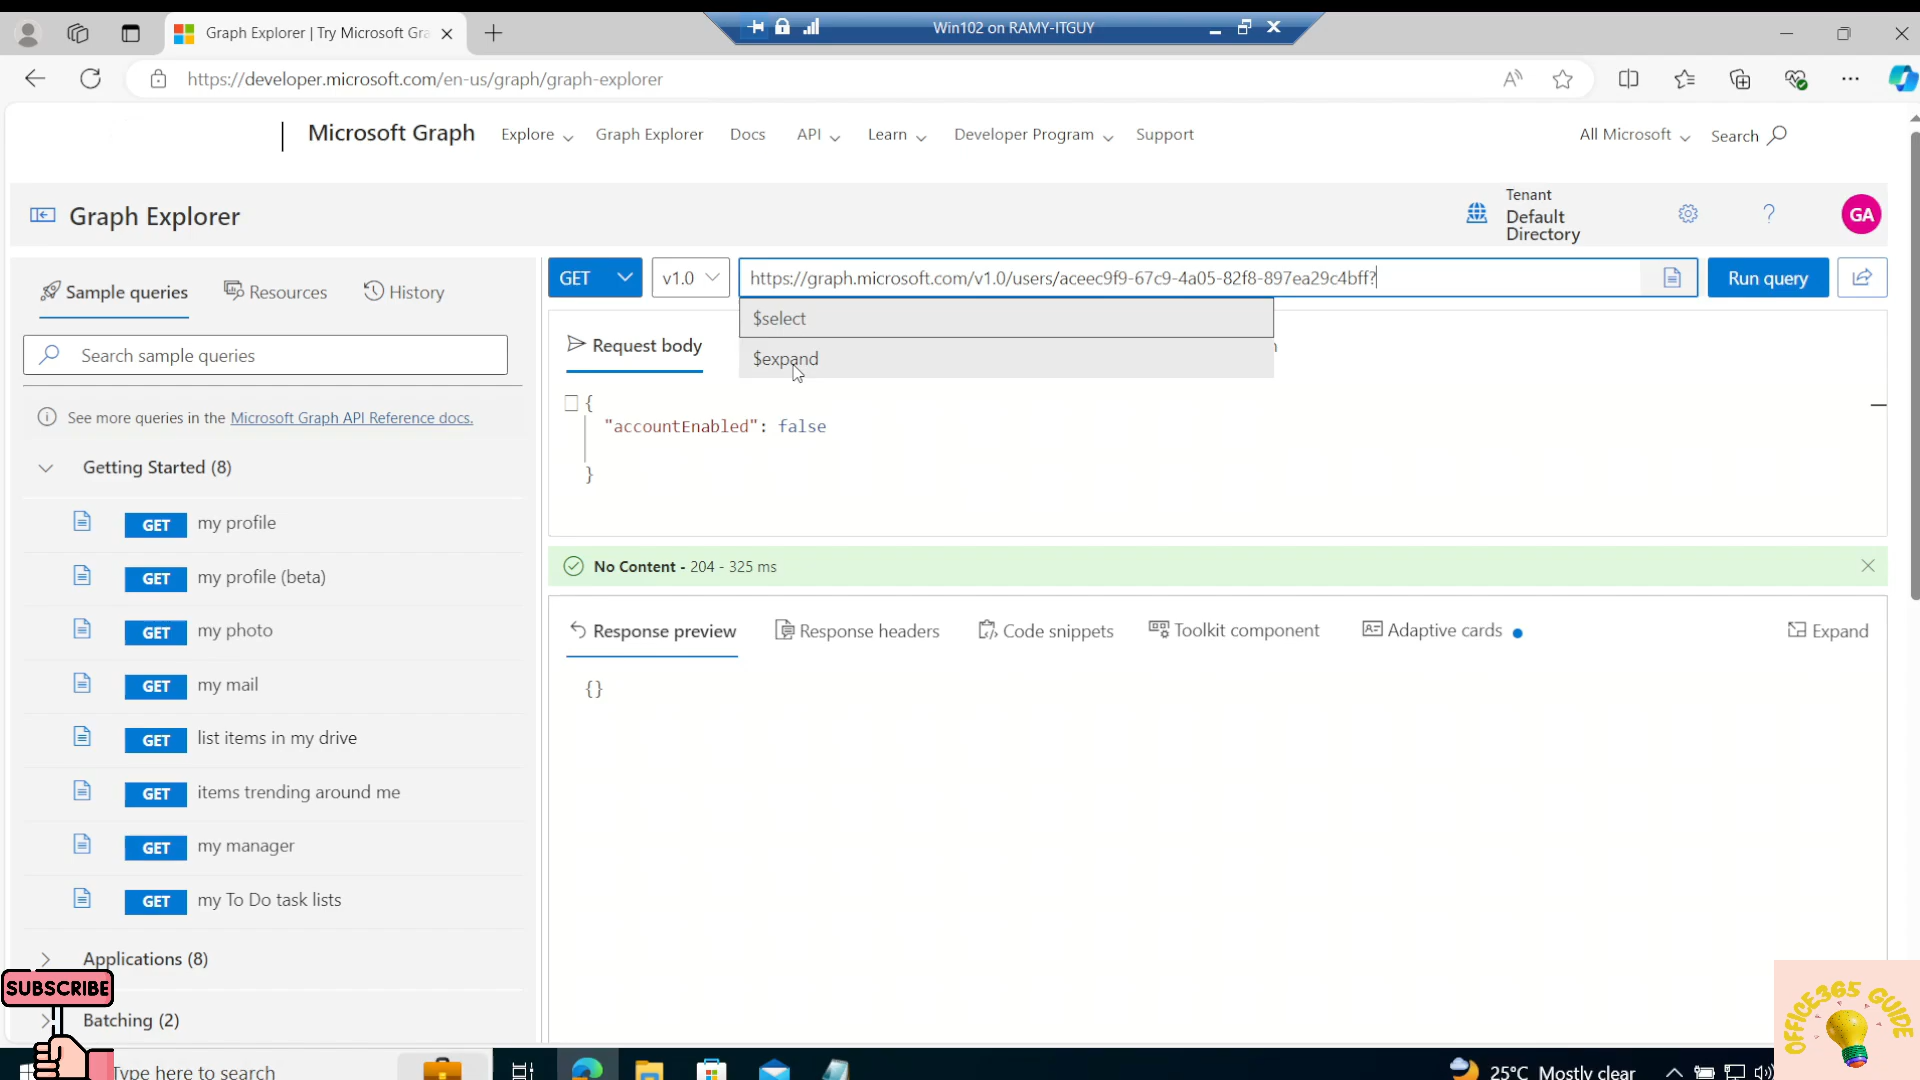 Win102 on RAMY-ITGUY
Graph Explorer | Try Microsoft Gra
https://developer.microsoft.com/en-us/graph/graph-explorer
Microsoft Graph
Explore
Graph Explorer
Docs
API
Learn
Developer Program
Support
All Microsoft
Search
Graph Explorer
Tenant
Default
Directory
?
GA
Sample queries
Resources
History
GET
v1.0
https://graph.microsoft.com/v1.0/users/aceec9f9-67c9-4a05-82f8-897ea29c4bff?
Run query
$select
$expand
Search sample queries
Request body
See more queries in the Microsoft Graph API Reference docs.
{
"accountEnabled": false
}
Getting Started (8)
GET my profile
GET my profile (beta)
GET my photo
GET my mail
GET list items in my drive
GET items trending around me
GET my manager
GET my To Do task lists
Applications (8)
Batching (2)
No Content - 204 - 325 ms
Response preview
Response headers
Code snippets
Toolkit component
Adaptive cards
Expand
{}
SUBSCRIBE
OFFICE365 GUIDE
Type here to search
25°C Mostly clear